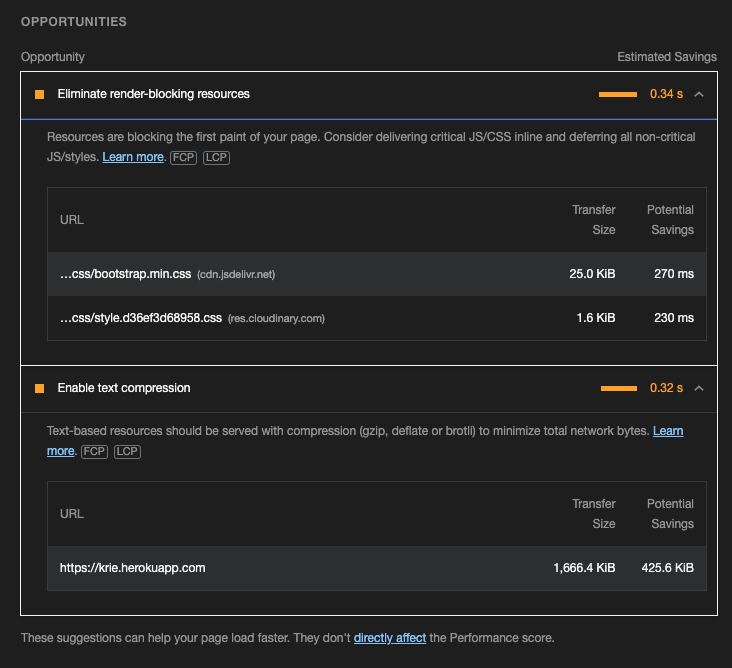 OPPORTUNITIES
Opportunity Estimated Savings
Eliminate render-blocking resources 0.34 s
Resources are blocking the first paint of your page. Consider delivering critical JS/CSS inline and deferring all non-critical
JS/styles. Learn more. FCP LCP
URL Transfer Size Potential Savings
...css/bootstrap.min.css (cdn.jsdelivr.net) 25.0 KiB 270 ms
...css/style.d36ef3d68958.css (res.cloudinary.com) 1.6 KiB 230 ms
Enable text compression 0.32 s
Text-based resources should be served with compression (gzip, deflate or brotli) to minimize total network bytes. Learn
more. FCP LCP
URL Transfer Size Potential Savings
https://krie.herokuapp.com 1,666.4 KiB 425.6 KiB
These suggestions can help your page load faster. They don't directly affect the Performance score.